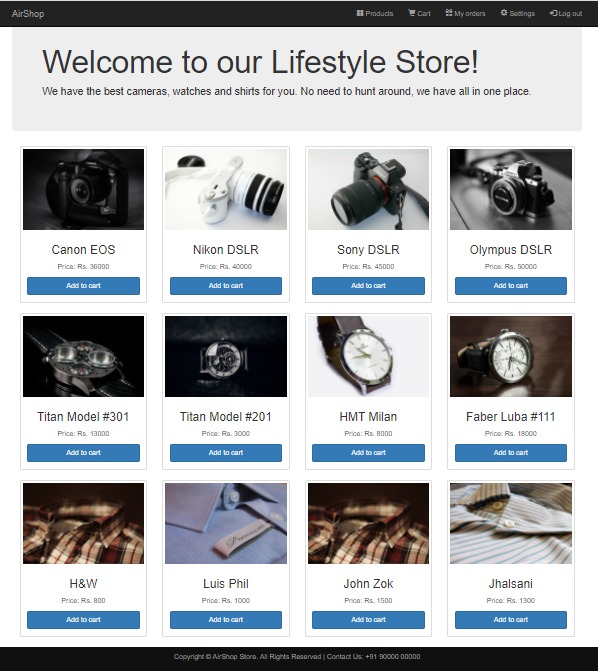 AirShop Products Cart My orders Settings Log out
Welcome to our Lifestyle Store!
We have the best cameras, watches and shirts for you. No need to hunt around, we have all in one place.
Canon EOS Nikon DSLR Sony DSLR Olympus DSLR
Price: Rs. 36000 Price: Rs. 40000 Price: Rs. 45000 Price: Rs. 50000
Add to cart Add to cart Add to cart Add to cart
Titan Model #301 Titan Model #201 HMT Milan Faber Luba #111
Price: Rs. 13000 Price: Rs. 3000 Price: Rs. 8000 Price: Rs. 18000
Add to cart Add to cart Add to cart Add to cart
H&W Luis Phil John Zok Jhalsani
Price: Rs. 800 Price: Rs. 1000 Price: Rs. 1500 Price: Rs. 1300
Add to cart Add to cart Add to cart Add to cart
Copyright © AirShop Store. All Rights Reserved | Contact Us: +91 90000 00000